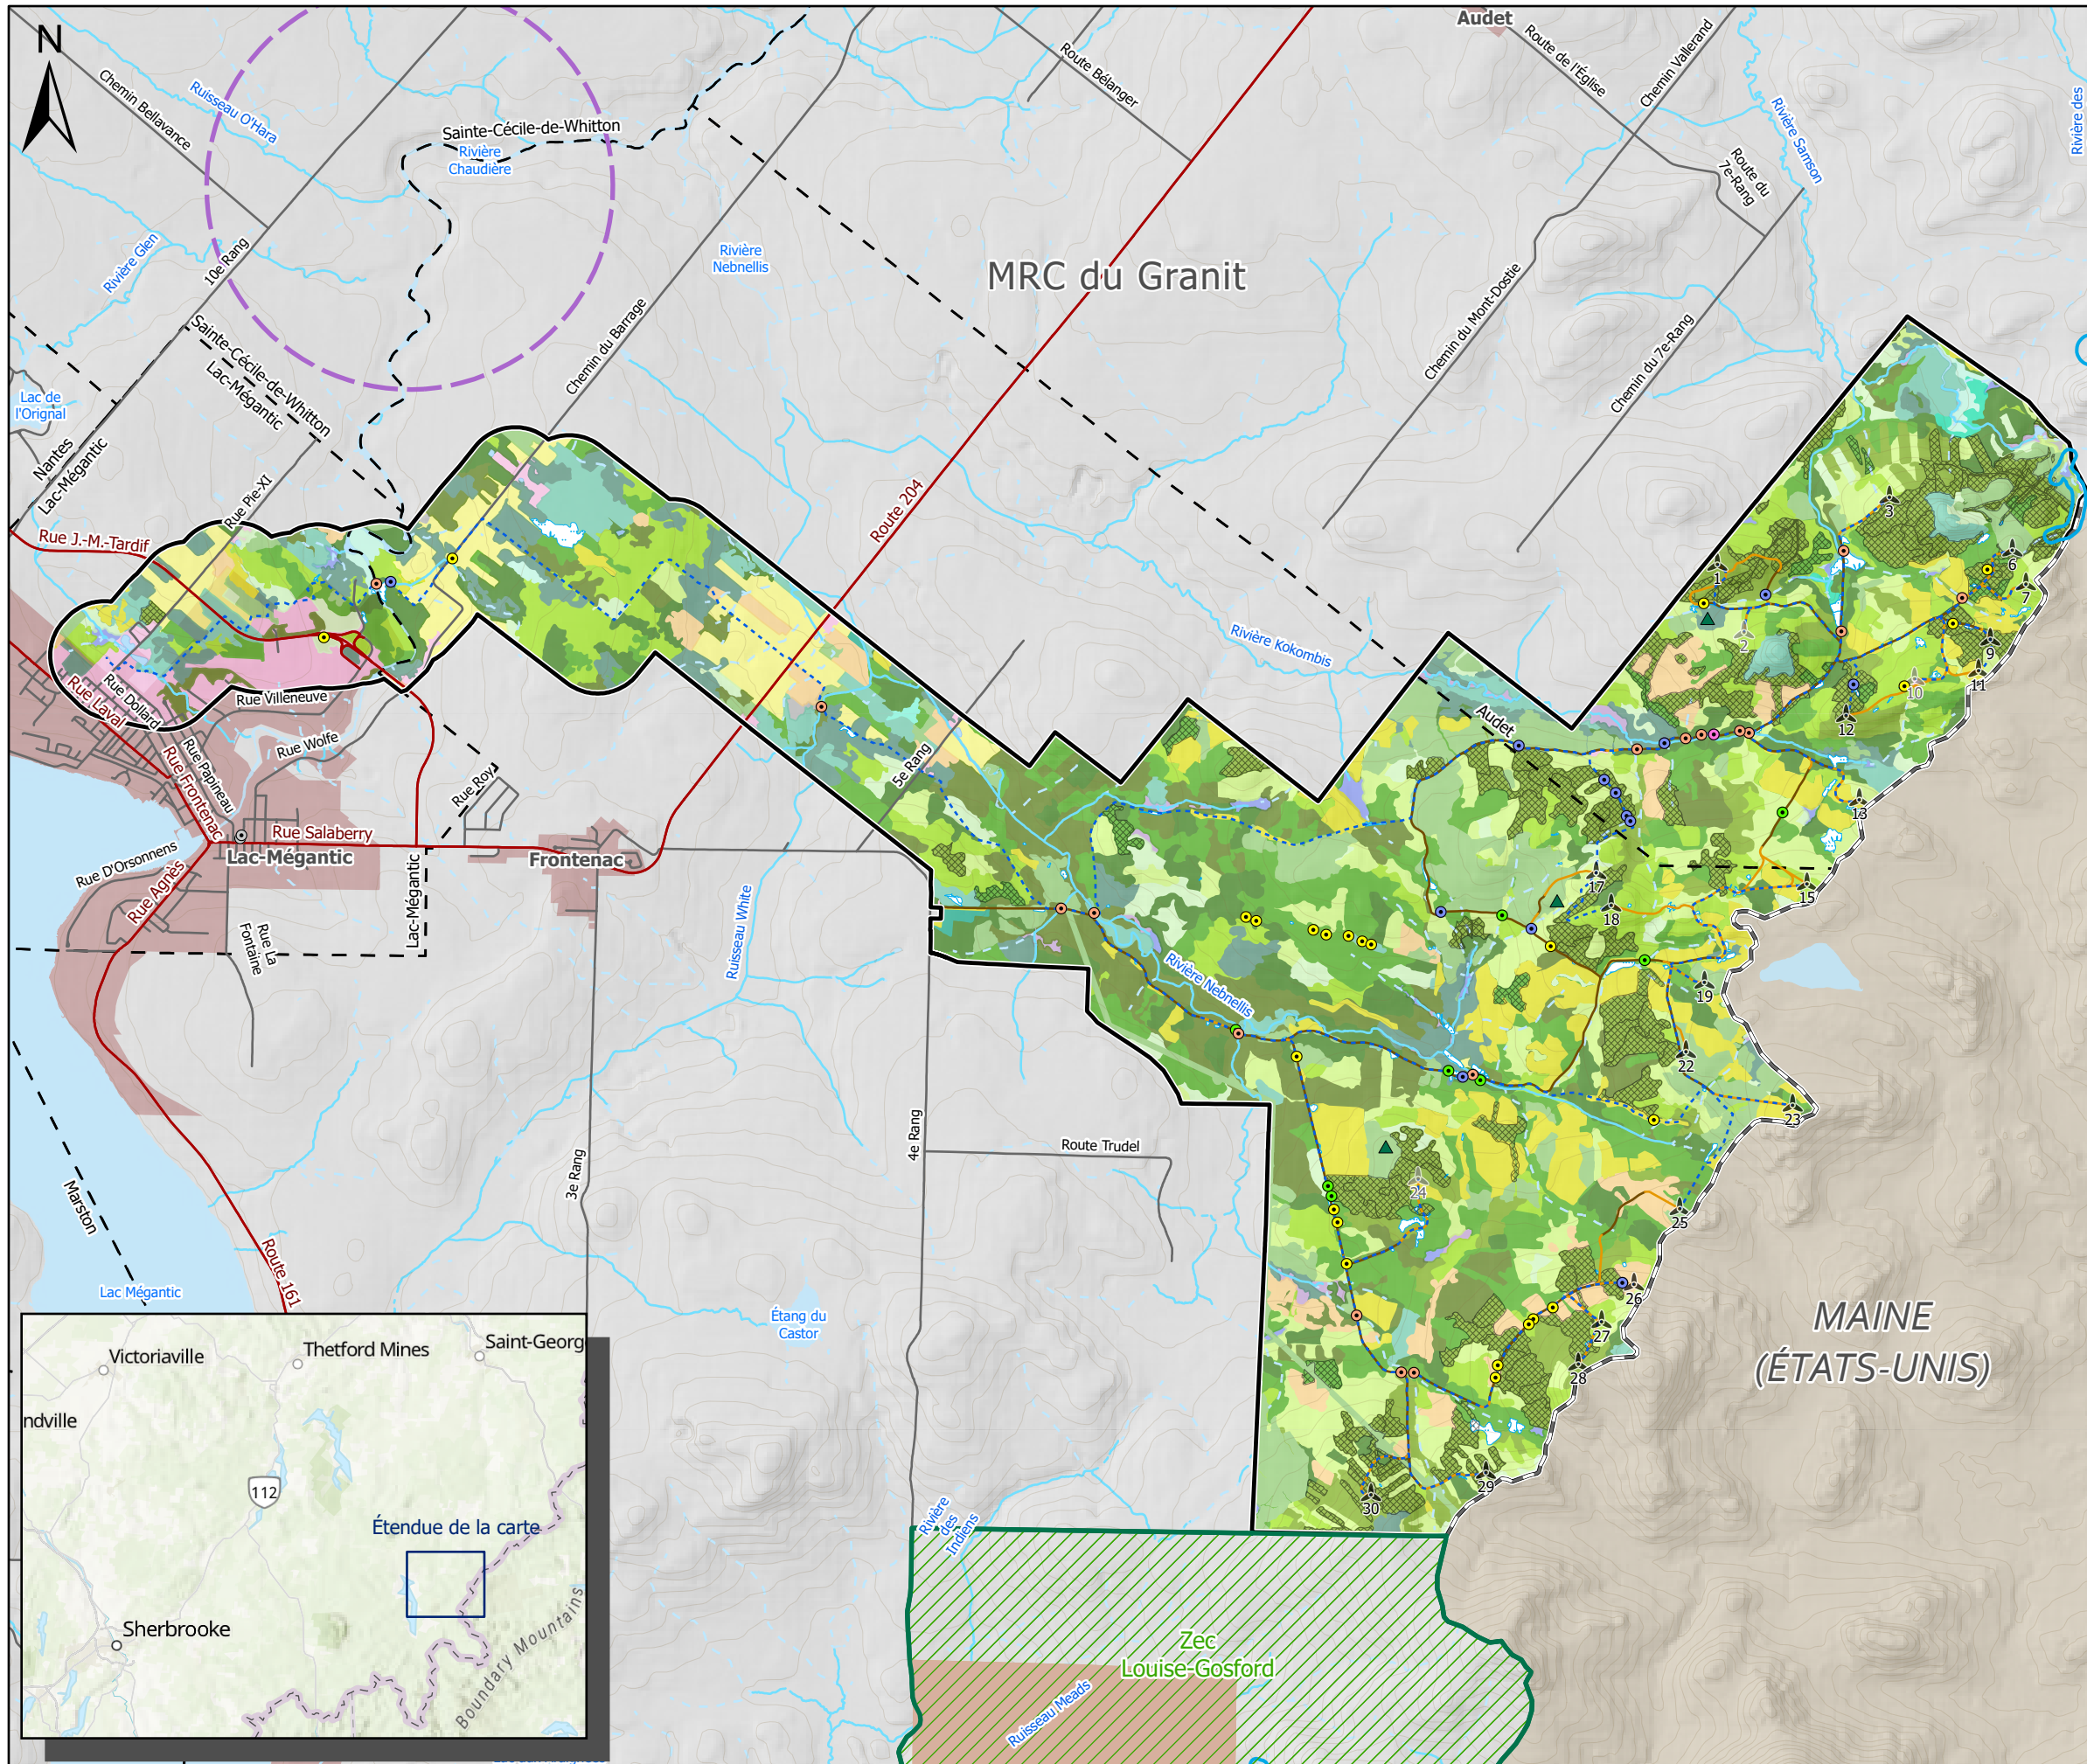 N
Audet
Route de l'Église
Chemin Vallerand
Route Bélanger
Chemin Bellavance
Ruisseau O'Hara
Rivière Samson
Rivière des
Sainte-Cécile-de-Whitton
Rivière
Chaudière
Route du
7e-Rang
Rivière Glen
10e Rang
Rivière
Nebnellis
MRC du Granit
Chemin du Mont-Dostie
Chemin du 7e-Rang
Chemin du Barrage
Sainte-Cécile-de-Whitton
Lac-Mégantic
Lac de
l'Orignal
Nantes
Lac-Mégantic
Rue Pie-XI
Route 204
Rue J.-M.-Tardif
3
1
6
7
2
9
10
11
12
Rivière Kokombis
Rue Dollard
Rue Laval
Rue Villeneuve
Audet
Rue Wolfe
Rue Papineau
Rue Frontenac
Rue Roy
5e Rang
13
Rue Salaberry
Lac-Mégantic
Frontenac
Rue D'Orsonnens
Rue Agnès
Lac-Mégantic
17
15
18
Rue La
Fontaine
Ruisseau White
Rivière Nebnellis
19
22
23
4e Rang
Route Trudel
3e Rang
Marston
24
25
Route 161
Lac Mégantic
Étang du
Castor
26
27
28
MAINE
(ÉTATS-UNIS)
Victoriaville
Thetford Mines
Saint-Georg
ndville
112
29
30
Étendue de la carte
Rivière
des
Indiens
Sherbrooke
Boundary Mountains
Zec
Louise-Gosford
Ruisseau Meads